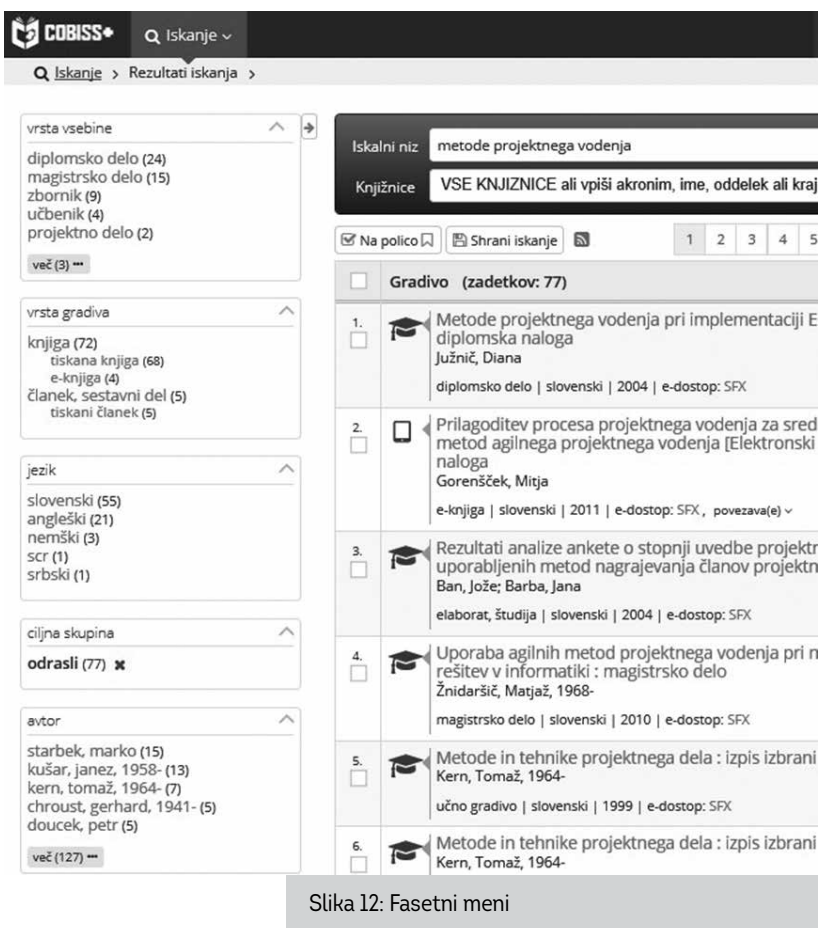 COBISS+
Iskanje
Iskanje > Rezultati iskanja >
vrsta vsebine
diplomsko delo (24)
magistrsko delo (15)
zbornik (9)
učbenik (4)
projektno delo (2)
več (3) •••
vrsta gradiva
knjiga (72)
tiskana knjiga (68)
e-knjiga (4)
članek, sestavni del (5)
tiskani članek (5)
jezik
slovenski (55)
angleški (21)
nemški (3)
scr (1)
srbski (1)
ciljna skupina
odrasli (77) ✖
avtor
starbek, marko (15)
kušar, janez, 1958- (13)
kern, tomaž, 1964- (7)
chroust, gerhard, 1941- (5)
doucek, petr (5)
več (127) •••
Iskalni niz metode projektnega vodenja
Knjižnice VSE KNJIZNICE ali vpiši akronim, ime, oddelek ali kraj
Na polico Shrani iskanje 1 2 3 4 5
Gradivo (zadetkov: 77)
1. Metode projektnega vodenja pri implementaciji E
diplomska naloga
Južnič, Diana
diplomsko delo | slovenski | 2004 | e-dostop: SFX
2. Prilagoditev procesa projektnega vodenja za sred
metod agilnega projektnega vodenja [Elektronski
naloga
Gorenšček, Mitja
e-knjiga | slovenski | 2011 | e-dostop: SFX , povezava(e)
3. Rezultati analize ankete o stopnji uvedbe projektn
uporabljenih metod nagrajevanja članov projektn
Ban, Jože; Barba, Jana
elaborat, študija | slovenski | 2004 | e-dostop: SFX
4. Uporaba agilnih metod projektnega vodenja pri n
rešitev v informatiki : magistrsko delo
Žnidaršič, Matjaž, 1968-
magistrsko delo | slovenski | 2010 | e-dostop: SFX
5. Metode in tehnike projektnega dela : izpis izbrani
Kern, Tomaž, 1964-
učno gradivo | slovenski | 1999 | e-dostop: SFX
6. Metode in tehnike projektnega dela : izpis izbrani
Kern, Tomaž, 1964-
Slika 12: Fasetni meni